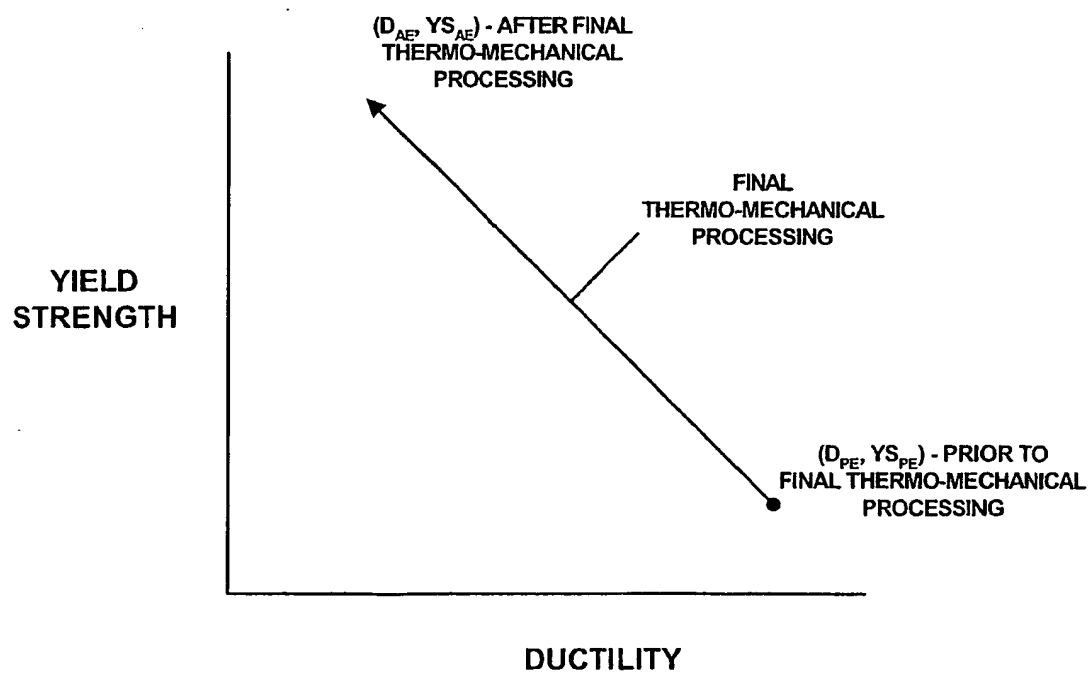 (D_AE, YS_AE) - AFTER FINAL
THERMO-MECHANICAL
PROCESSING
FINAL
THERMO-MECHANICAL
PROCESSING
YIELD
STRENGTH
(D_PE, YS_PE) - PRIOR TO
FINAL THERMO-MECHANICAL
PROCESSING
DUCTILITY